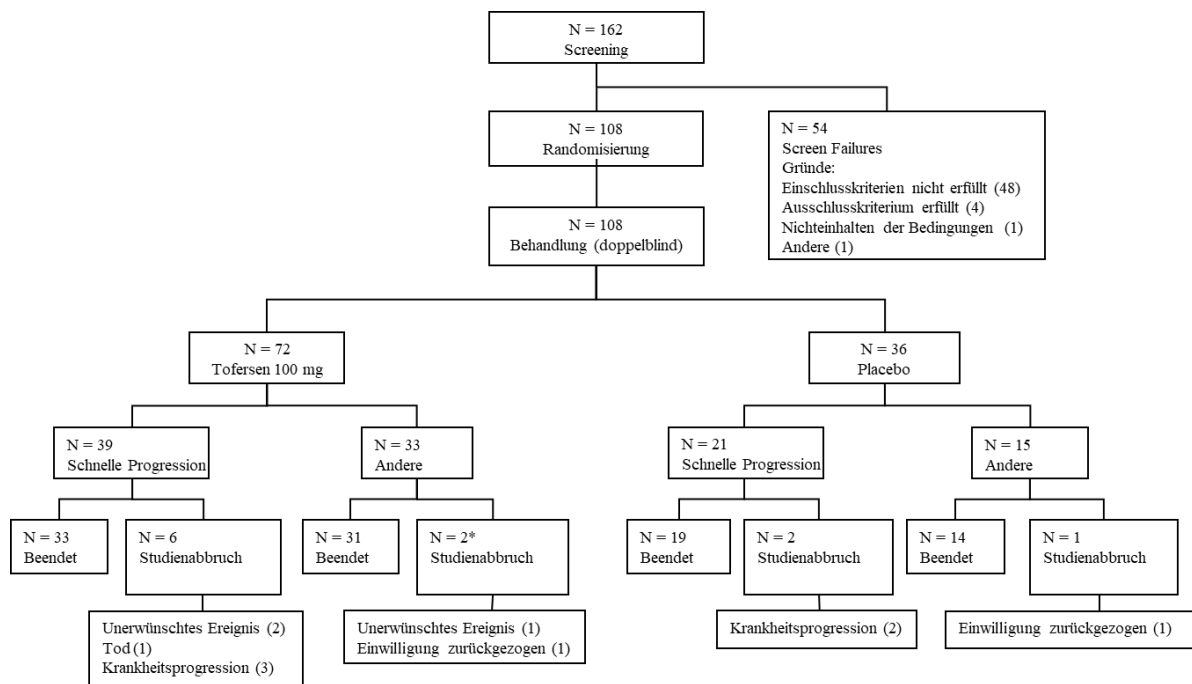 N = 162
Screening
N = 108
Randomisierung
N = 54
Screen Failures
Gründe:
Einschlusskriterien nicht erfüllt (48)
Ausschlusskriterium erfüllt (4)
Nichteinhalten der Bedingungen (1)
Andere (1)
N = 108
Behandlung (doppelblind)
N = 72
Tofersen 100 mg
N = 36
Placebo
N = 39
Schnelle Progression
N = 33
Andere
N = 21
Schnelle Progression
N = 15
Andere
N = 33
Beendet
N = 6
Studienabbruch
N = 31
Beendet
N = 2*
Studienabbruch
N = 19
Beendet
N = 2
Studienabbruch
N = 14
Beendet
N = 1
Studienabbruch
Unerwünschtes Ereignis (2)
Tod (1)
Krankheitsprogression (3)
Unerwünschtes Ereignis (1)
Einwilligung zurückgezogen (1)
Krankheitsprogression (2)
Einwilligung zurückgezogen (1)